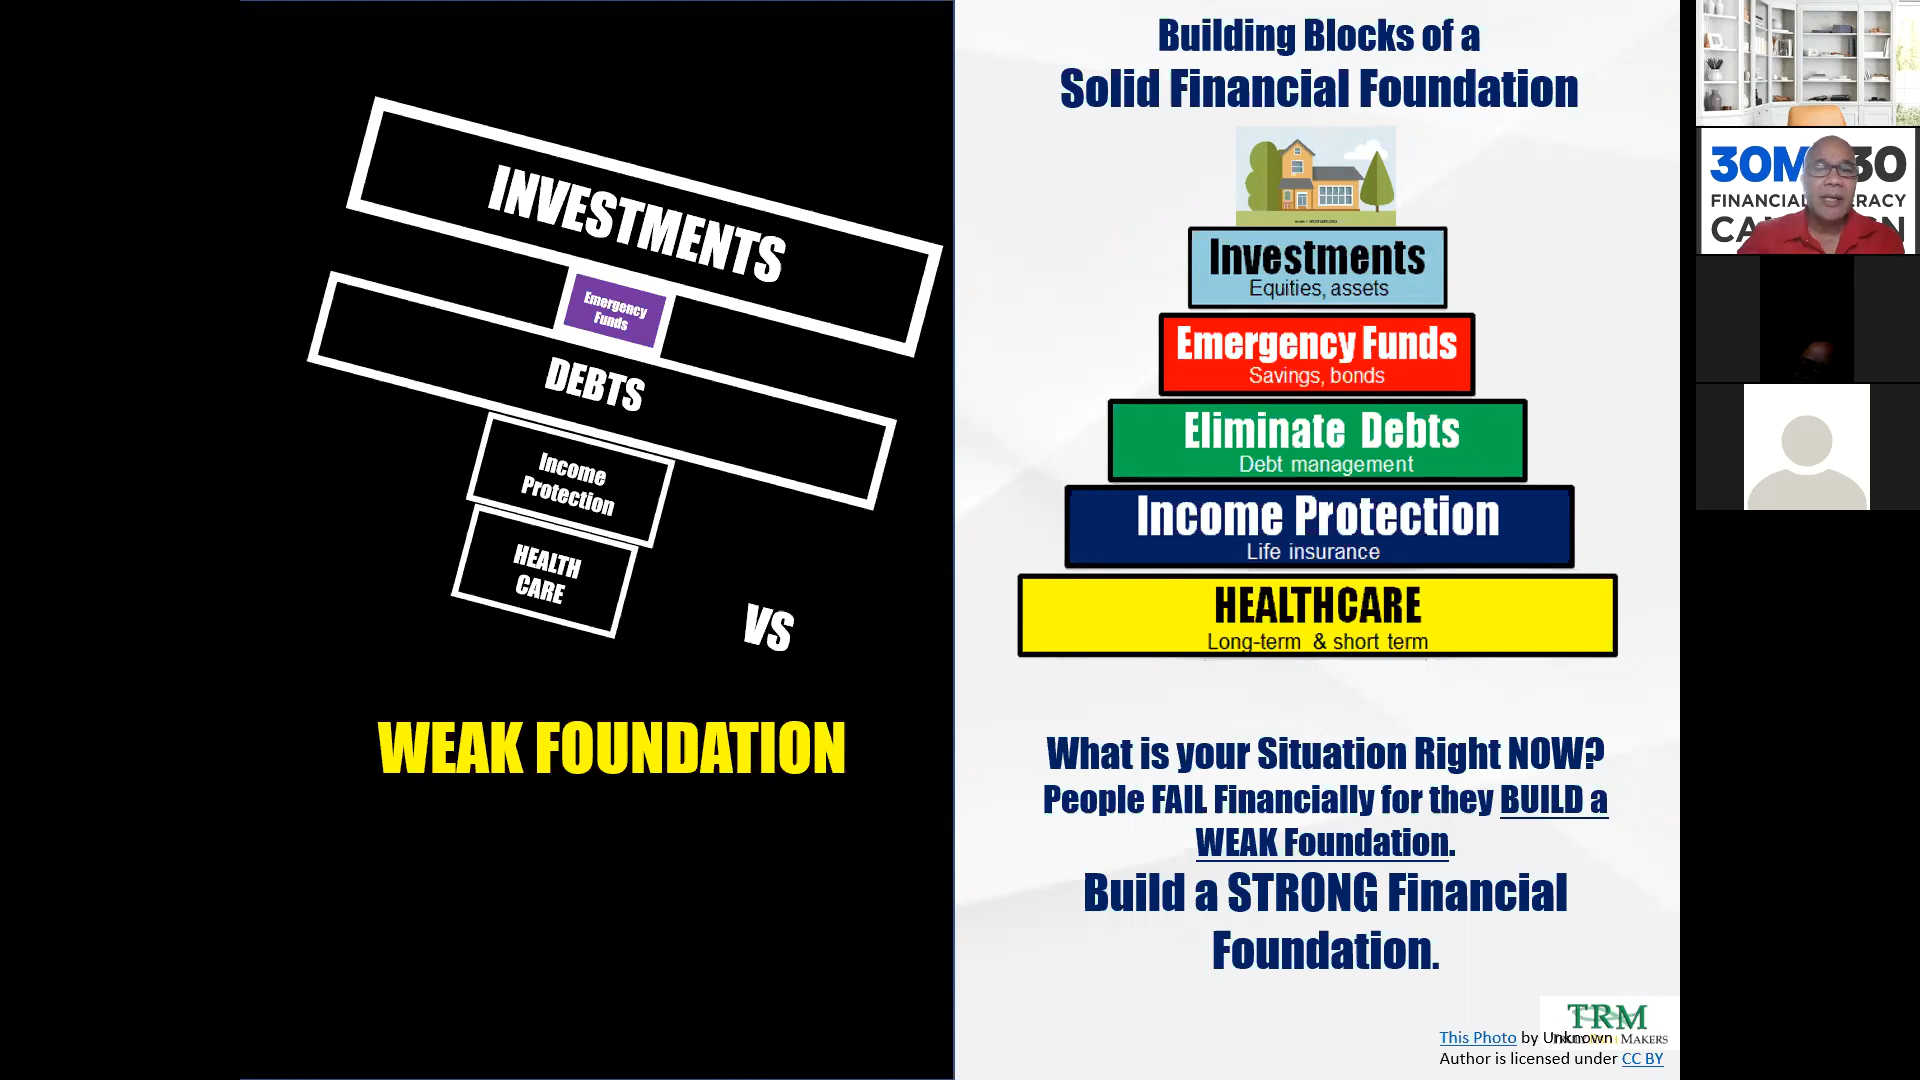 INVESTMENTS
Emergency
Funds
DEBTS
Income
Protection
HEALTH
CARE
VS
WEAK FOUNDATION
Building Blocks of a
Solid Financial Foundation
Investments
Equities, assets
Emergency Funds
Savings, bonds
Eliminate Debts
Debt management
Income Protection
Life insurance
HEALTHCARE
Long-term & short term
What is your Situation Right NOW?
People FAIL Financially for they BUILD a
WEAK Foundation.
Build a STRONG Financial
Foundation.
TRM
MAKERS
This Photo by Unknown
Author is licensed under CC BY
30M 30
FINANCIAL